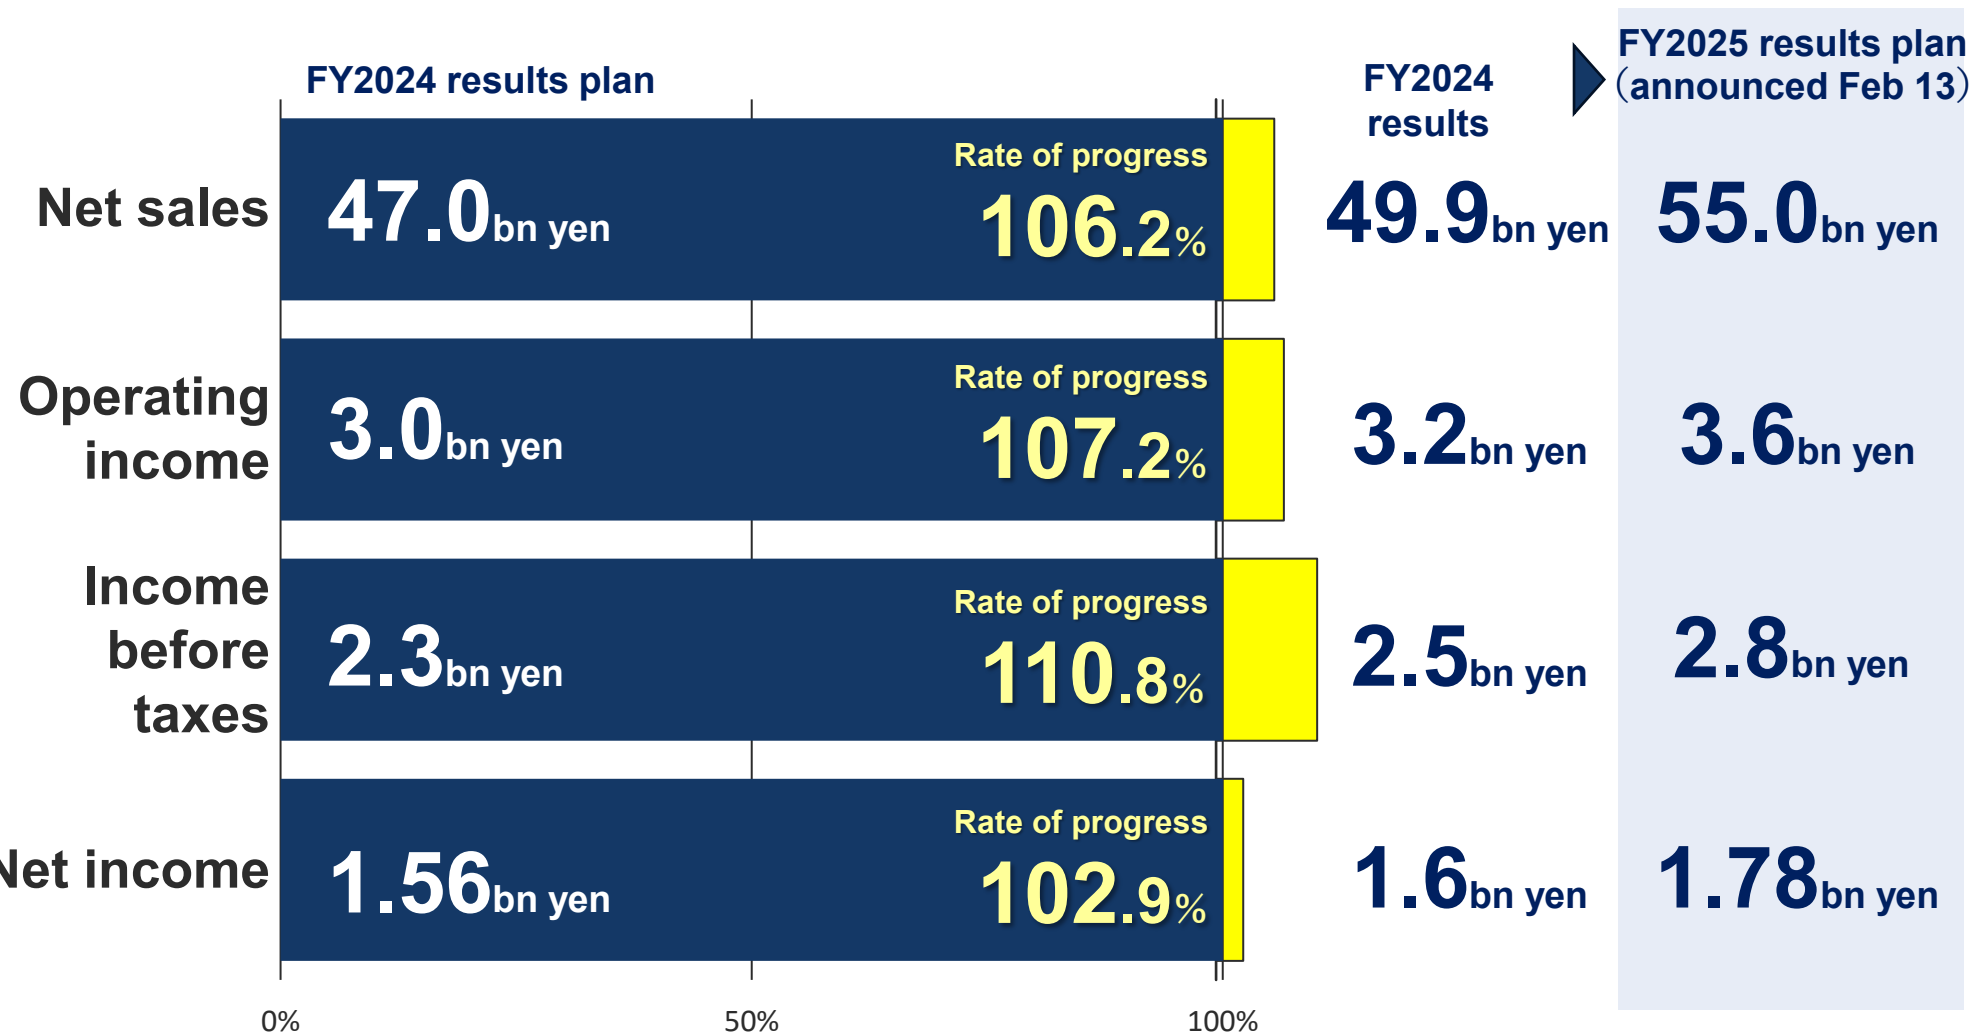 FY2024 results plan
FY2024
results
FY2025 results plan
（announced Feb 13）
Net sales
47.0bn yen
Rate of progress
106.2%
49.9bn yen
55.0bn yen
Operating
income
3.0bn yen
Rate of progress
107.2%
3.2bn yen
3.6bn yen
Income
before
taxes
2.3bn yen
Rate of progress
110.8%
2.5bn yen
2.8bn yen
Net income
1.56bn yen
Rate of progress
102.9%
1.6bn yen
1.78bn yen
0%
50%
100%